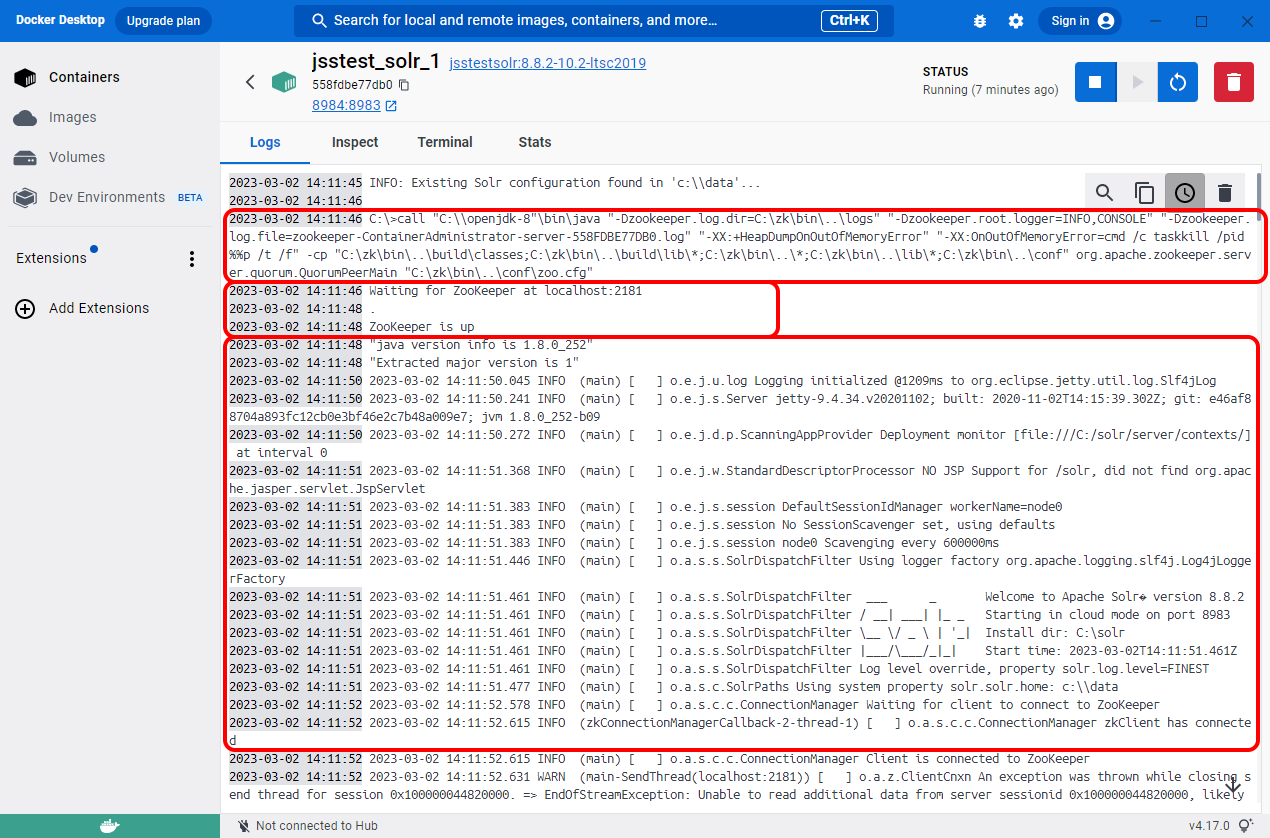 Docker Desktop
Upgrade plan
Search for local and remote images, containers, and more...
Ctrl+K
Sign in
Containers
Images
Volumes
Dev Environments
BETA
Extensions
Add Extensions
jsstest_solr_1
jsstestsolr:8.8.2-10.2-ltsc2019
558fdbe77db0
8984:8983
STATUS
Running (7 minutes ago)
Logs
Inspect
Terminal
Stats
2023-03-02 14:11:45 INFO: Existing Solr configuration found in 'c:\\data'...
2023-03-02 14:11:46
2023-03-02 14:11:46 C:\>call "C:\\openjdk-8"\bin\java "-Dzookeeper.log.dir=C:\zk\bin\..\logs" "-Dzookeeper.root.logger=INFO,CONSOLE" "-Dzookeeper.
log.file=zookeeper-ContainerAdministrator-server-558FDBE77DB0.log" "-XX:+HeapDumpOnOutOfMemoryError" "-XX:OnOutOfMemoryError=cmd /c taskkill /pid
%%p /t /f" -cp "C:\zk\bin\..\build\classes;C:\zk\bin\..\build\lib\*;C:\zk\bin\..\*;C:\zk\bin\..\lib\*;C:\zk\bin\..\conf" org.apache.zookeeper.serv
er.quorum.QuorumPeerMain "C:\zk\bin\..\conf\zoo.cfg"
2023-03-02 14:11:46 Waiting for ZooKeeper at localhost:2181
2023-03-02 14:11:48 .
2023-03-02 14:11:48 ZooKeeper is up
2023-03-02 14:11:48 "java version info is 1.8.0_252"
2023-03-02 14:11:48 "Extracted major version is 1"
2023-03-02 14:11:50 2023-03-02 14:11:50.045 INFO  (main) [   ] o.e.j.u.log Logging initialized @1209ms to org.eclipse.jetty.util.log.Slf4jLog
2023-03-02 14:11:50 2023-03-02 14:11:50.241 INFO  (main) [   ] o.e.j.s.Server jetty-9.4.34.v20201102; built: 2020-11-02T14:15:39.302Z; git: e46af8
8704a893fc12cb0e3bf46e2c7b48a009e7; jvm 1.8.0_252-b09
2023-03-02 14:11:50 2023-03-02 14:11:50.272 INFO  (main) [   ] o.e.j.d.p.ScanningAppProvider Deployment monitor [file:///C:/solr/server/contexts/]
at interval 0
2023-03-02 14:11:51 2023-03-02 14:11:51.368 INFO  (main) [   ] o.e.j.w.StandardDescriptorProcessor NO JSP Support for /solr, did not find org.apac
he.jasper.servlet.JspServlet
2023-03-02 14:11:51 2023-03-02 14:11:51.383 INFO  (main) [   ] o.e.j.s.session DefaultSessionIdManager workerName=node0
2023-03-02 14:11:51 2023-03-02 14:11:51.383 INFO  (main) [   ] o.e.j.s.session No SessionScavenger set, using defaults
2023-03-02 14:11:51 2023-03-02 14:11:51.383 INFO  (main) [   ] o.e.j.s.session node0 Scavenging every 600000ms
2023-03-02 14:11:51 2023-03-02 14:11:51.446 INFO  (main) [   ] o.a.s.s.SolrDispatchFilter Using logger factory org.apache.logging.slf4j.Log4jLogge
rFactory
2023-03-02 14:11:51 2023-03-02 14:11:51.461 INFO  (main) [   ] o.a.s.s.SolrDispatchFilter  ___      _       Welcome to Apache Solr� version 8.8.2
2023-03-02 14:11:51 2023-03-02 14:11:51.461 INFO  (main) [   ] o.a.s.s.SolrDispatchFilter / __| ___| |_ _   Starting in cloud mode on port 8983
2023-03-02 14:11:51 2023-03-02 14:11:51.461 INFO  (main) [   ] o.a.s.s.SolrDispatchFilter \__ \/ _ \ | '_|  Install dir: C:\solr
2023-03-02 14:11:51 2023-03-02 14:11:51.461 INFO  (main) [   ] o.a.s.s.SolrDispatchFilter |___/\___/_|_|    Start time: 2023-03-02T14:11:51.461Z
2023-03-02 14:11:51 2023-03-02 14:11:51.461 INFO  (main) [   ] o.a.s.s.SolrDispatchFilter Log level override, property solr.log.level=FINEST
2023-03-02 14:11:51 2023-03-02 14:11:51.477 INFO  (main) [   ] o.a.s.c.SolrPaths Using system property solr.solr.home: c:\\data
2023-03-02 14:11:52 2023-03-02 14:11:52.578 INFO  (main) [   ] o.a.s.c.c.ConnectionManager Waiting for client to connect to ZooKeeper
2023-03-02 14:11:52 2023-03-02 14:11:52.615 INFO  (zkConnectionManagerCallback-2-thread-1) [   ] o.a.s.c.c.ConnectionManager zkClient has connecte
d
2023-03-02 14:11:52 2023-03-02 14:11:52.615 INFO  (main) [   ] o.a.s.c.c.ConnectionManager Client is connected to ZooKeeper
2023-03-02 14:11:52 2023-03-02 14:11:52.631 WARN  (main-SendThread(localhost:2181)) [   ] o.a.z.ClientCnxn An exception was thrown while closing s
end thread for session 0x100000044820000. => EndOfStreamException: Unable to read additional data from server sessionid 0x100000044820000, likely
Not connected to Hub
v4.17.0